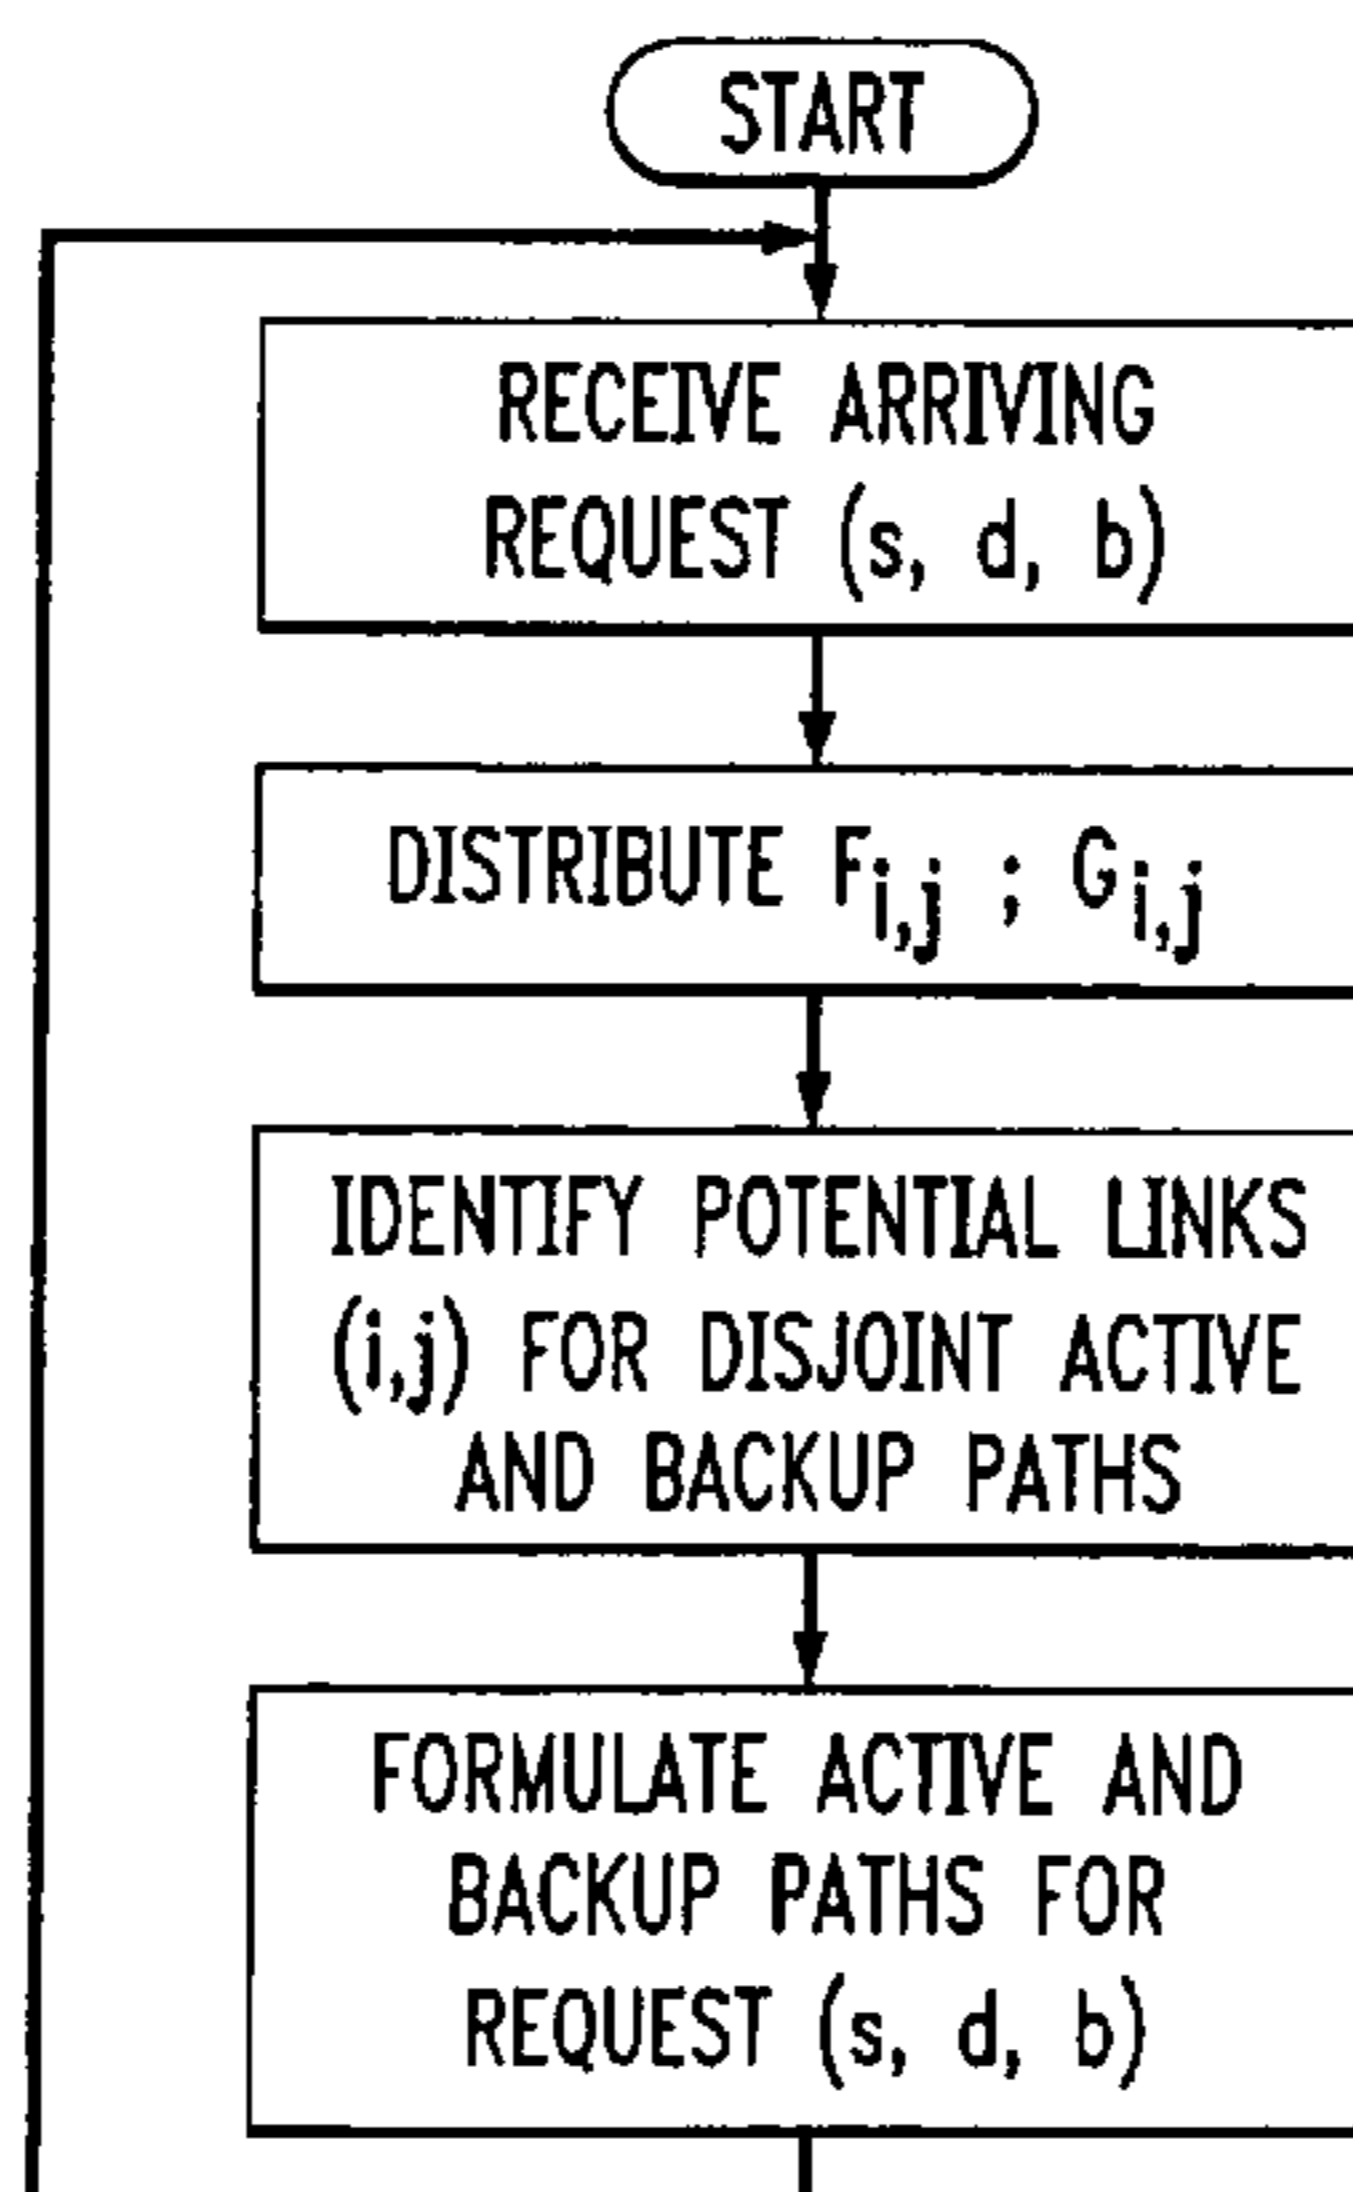 START
RECEIVE ARRIVING
REQUEST (s, d, b)
DISTRIBUTE Fi,j ; Gi,j
IDENTIFY POTENTIAL LINKS
(i,j) FOR DISJOINT ACTIVE
AND BACKUP PATHS
FORMULATE ACTIVE AND
BACKUP PATHS FOR
REQUEST (s, d, b)